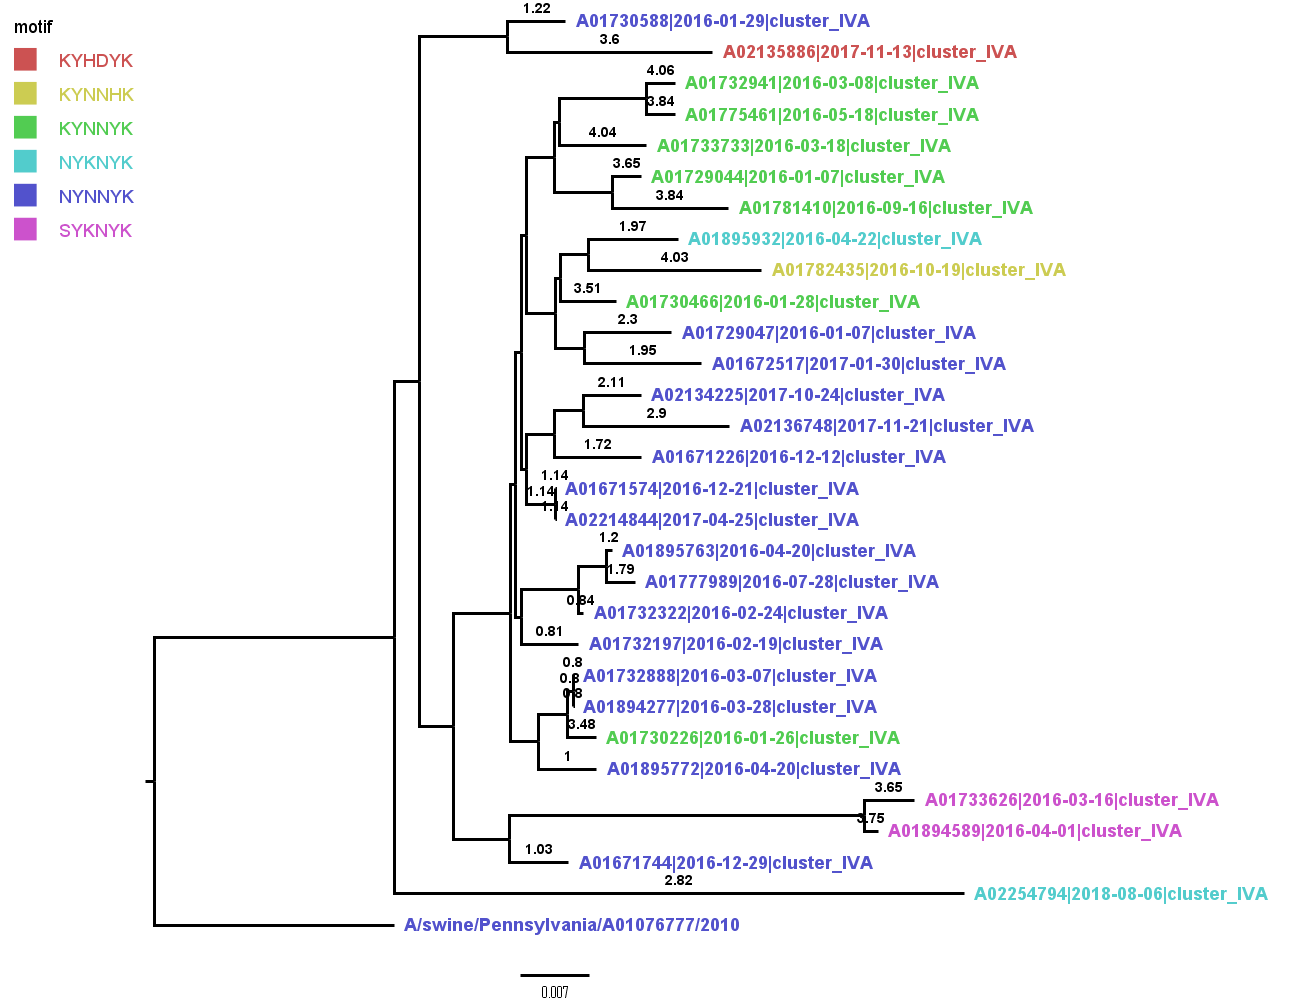 motif
KYHDYK
KYNNHK
KYNNYK
NYKNYK
NYNNYK
SYKNYK
1.22
A01730588|2016-01-29|cluster_IVA
3.6
A02135886|2017-11-13|cluster_IVA
4.06
A01732941|2016-03-08|cluster_IVA
3.84
A01775461|2016-05-18|cluster_IVA
4.04
A01733733|2016-03-18|cluster_IVA
3.65
A01729044|2016-01-07|cluster_IVA
3.84
A01781410|2016-09-16|cluster_IVA
1.97
A01895932|2016-04-22|cluster_IVA
4.03
A01782435|2016-10-19|cluster_IVA
3.51
A01730466|2016-01-28|cluster_IVA
2.3
A01729047|2016-01-07|cluster_IVA
1.95
A01672517|2017-01-30|cluster_IVA
2.11
A02134225|2017-10-24|cluster_IVA
2.9
A02136748|2017-11-21|cluster_IVA
1.72
A01671226|2016-12-12|cluster_IVA
1.14
A01671574|2016-12-21|cluster_IVA
1.14
1.14
A02214844|2017-04-25|cluster_IVA
1.2
A01895763|2016-04-20|cluster_IVA
1.79
A01777989|2016-07-28|cluster_IVA
0.84
A01732322|2016-02-24|cluster_IVA
0.81
A01732197|2016-02-19|cluster_IVA
0.8
A01732888|2016-03-07|cluster_IVA
0.8
0.8
A01894277|2016-03-28|cluster_IVA
3.48
A01730226|2016-01-26|cluster_IVA
1
A01895772|2016-04-20|cluster_IVA
3.65
A01733626|2016-03-16|cluster_IVA
3.75
A01894589|2016-04-01|cluster_IVA
1.03
A01671744|2016-12-29|cluster_IVA
2.82
A02254794|2018-08-06|cluster_IVA
A/swine/Pennsylvania/A01076777/2010
0.007